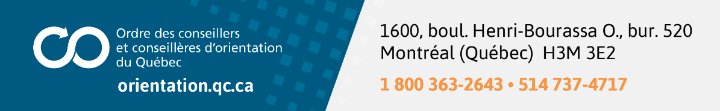 Ordre des conseillers
et conseillères d'orientation
du Québec
orientation.qc.ca
1600, boul. Henri-Bourassa O., bur. 520
Montréal (Québec) H3M 3E2
1 800 363-2643 • 514 737-4717